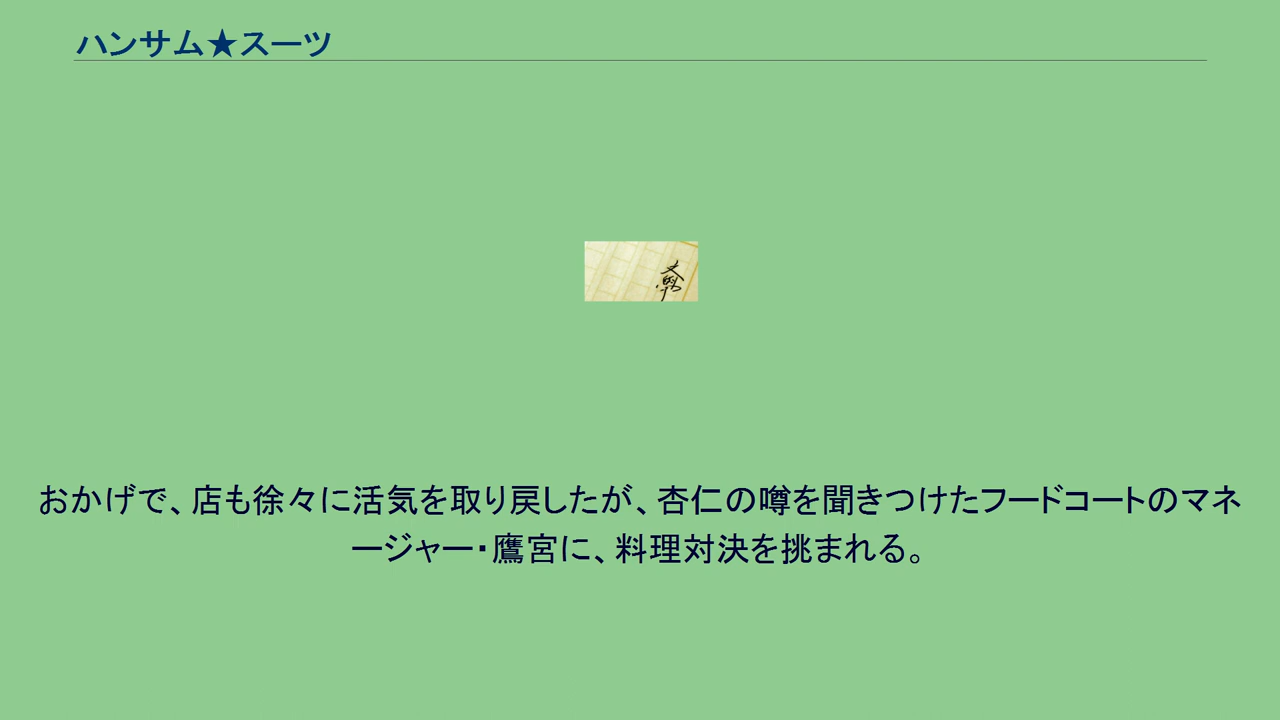 ハンサム★スーツ
おかげで、店も徐々に活気を取り戻したが、杏仁の噂を聞きつけたフードコートのマネ
ージャー・鷹宮に、料理対決を挑まれる。